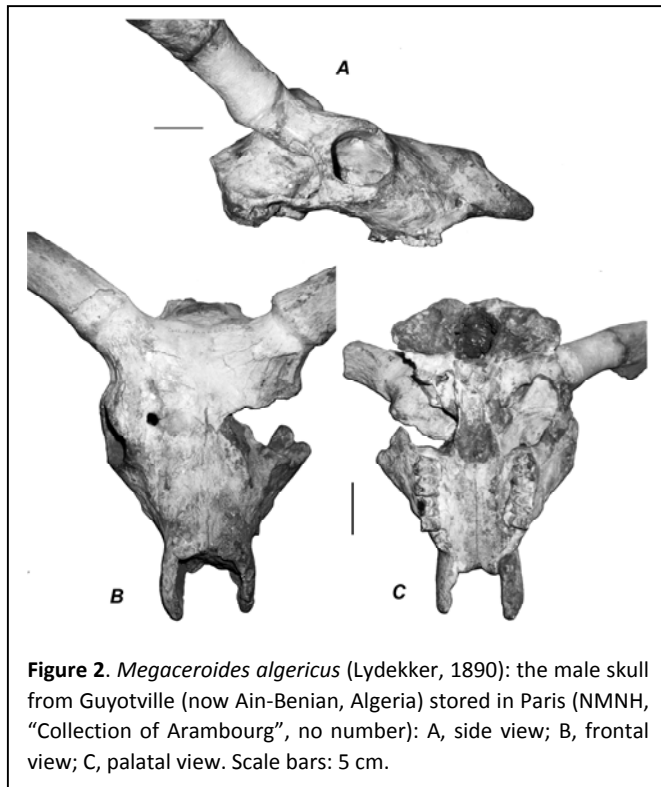 A
B
C
Figure 2. Megaceroides algericus (Lydekker, 1890): the male skull
from Guyotville (now Ain-Benian, Algeria) stored in Paris (NMNH,
“Collection of Arambourg”, no number): A, side view; B, frontal
view; C, palatal view. Scale bars: 5 cm.